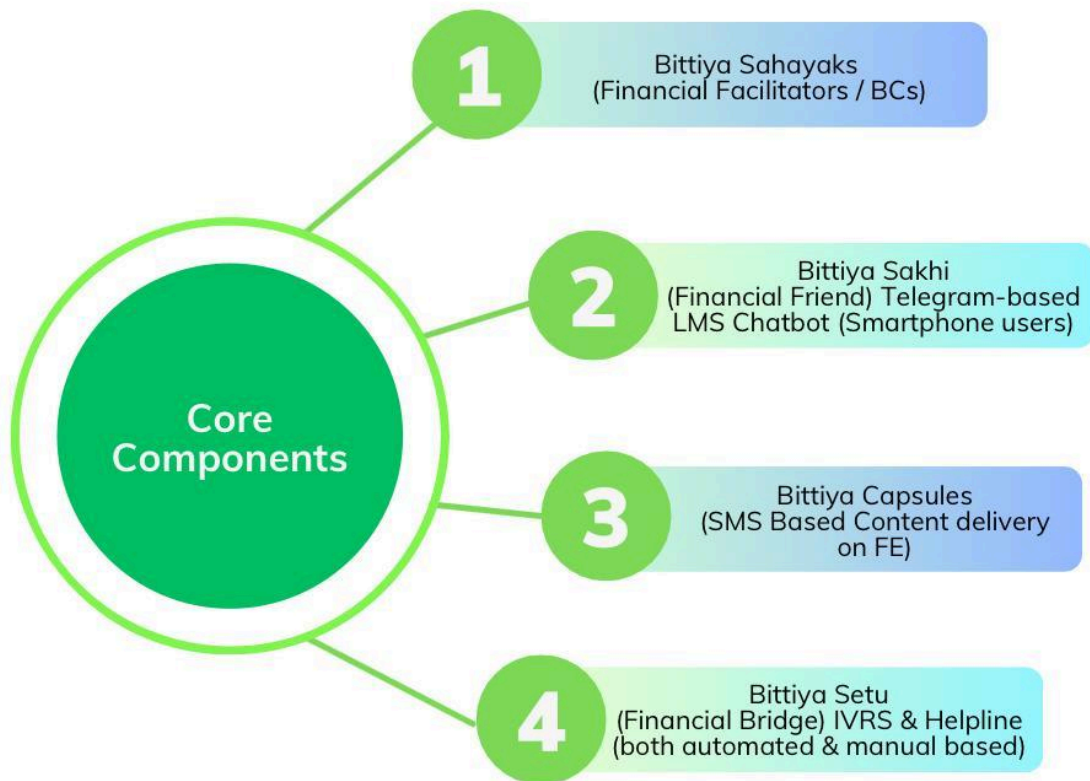 1
Bittiya Sahayaks
(Financial Facilitators / BCs)
2
Bittiya Sakhi
(Financial Friend) Telegram-based
LMS Chatbot (Smartphone users)
Core
Components
3
Bittiya Capsules
(SMS Based Content delivery
on FE)
4
Bittiya Setu
(Financial Bridge) IVRS & Helpline
(both automated & manual based)